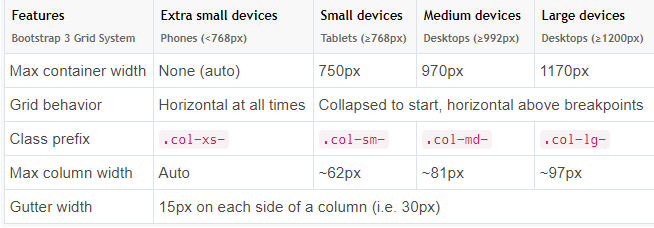 Features Extra small devices Small devices Medium devices Large devices
Bootstrap 3 Grid System Phones (<768px) Tablets (≥768px) Desktops (≥992px) Desktops (≥1200px)
Max container width None (auto) 750px 970px 1170px
Grid behavior Horizontal at all times Collapsed to start, horizontal above breakpoints
Class prefix .col-xs- .col-sm- .col-md- .col-lg-
Max column width Auto ~62px ~81px ~97px
Gutter width 15px on each side of a column (i.e. 30px)